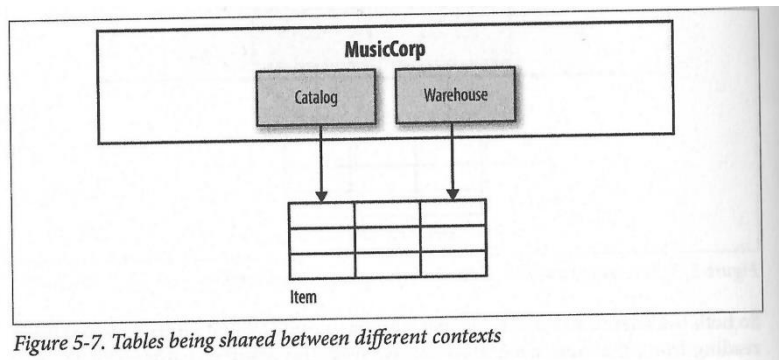 MusicCorp
Catalog
Warehouse
Item
Figure 5-7. Tables being shared between different contexts